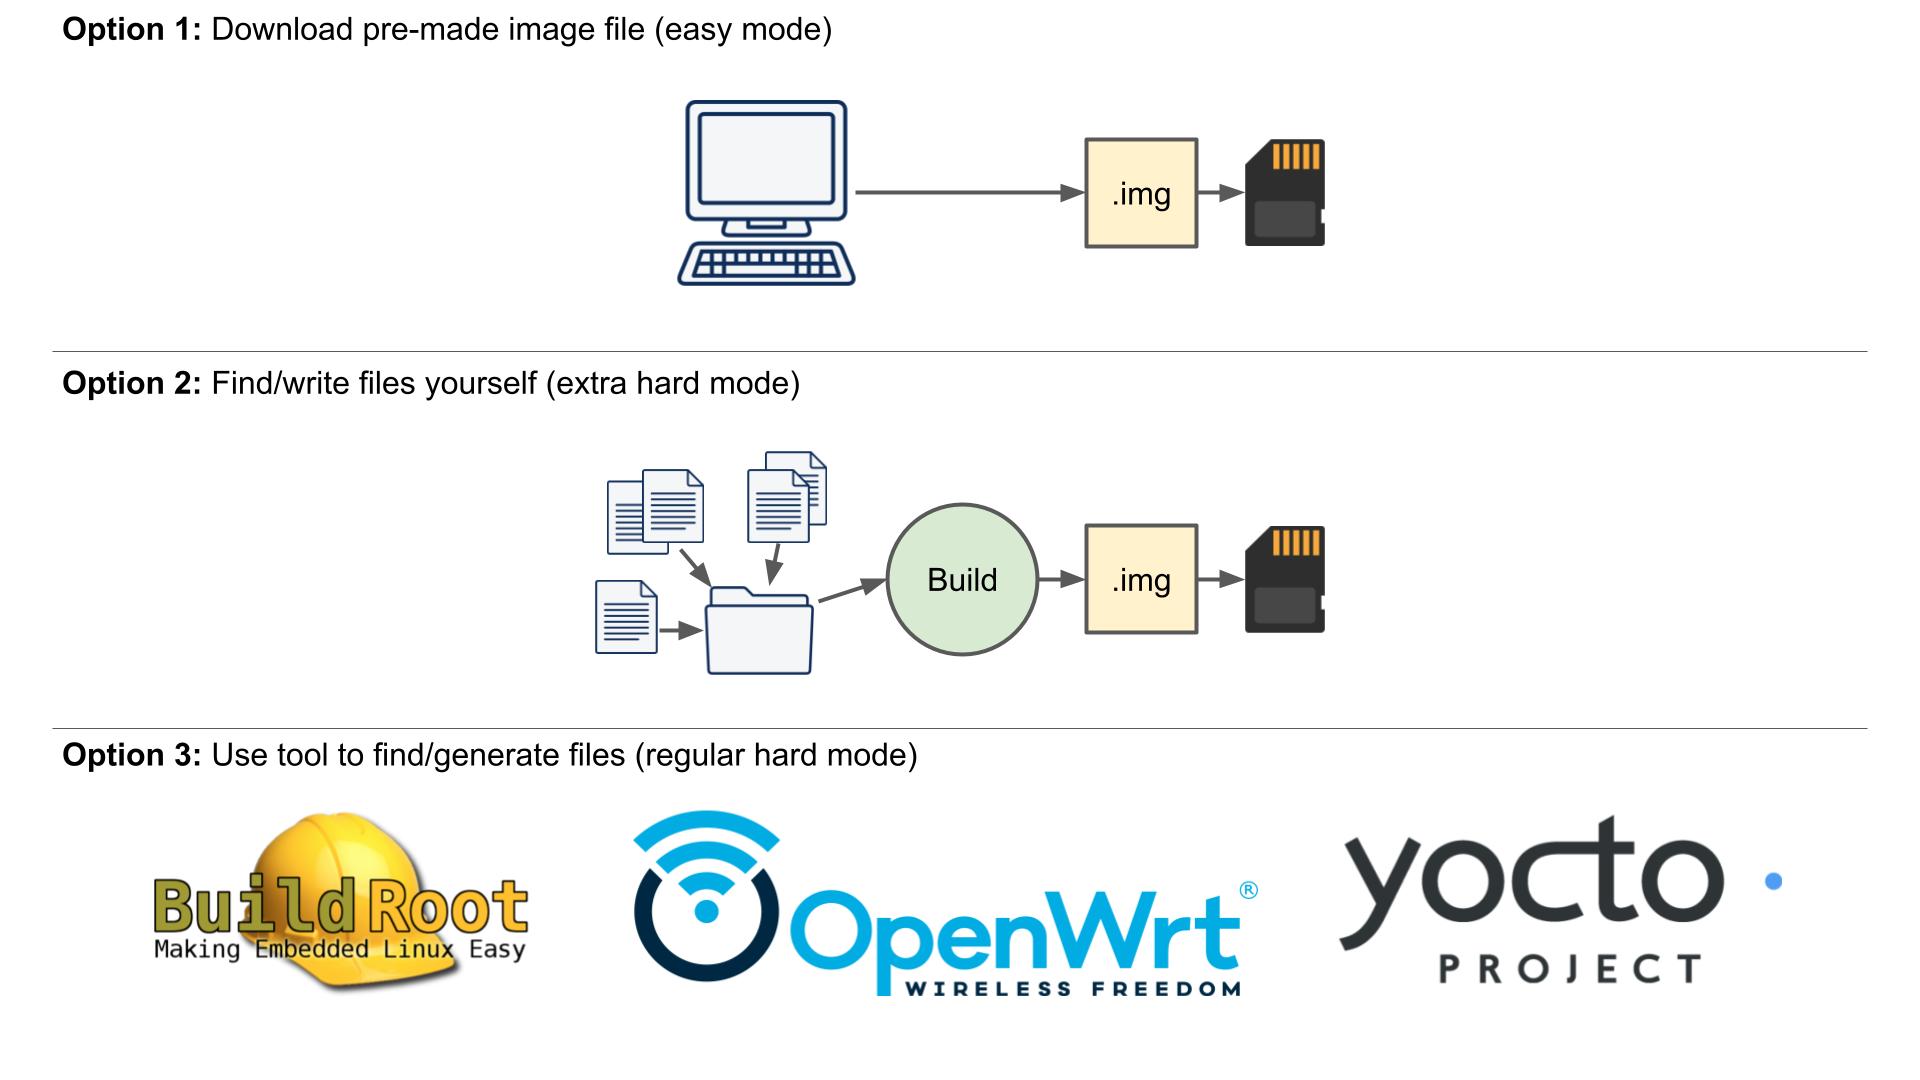 Option 1: Download pre-made image file (easy mode)
.img
Option 2: Find/write files yourself (extra hard mode)
Build
.img
Option 3: Use tool to find/generate files (regular hard mode)
BuildRoot
Making Embedded Linux Easy
OpenWrt®
WIRELESS FREEDOM
yocto
PROJECT